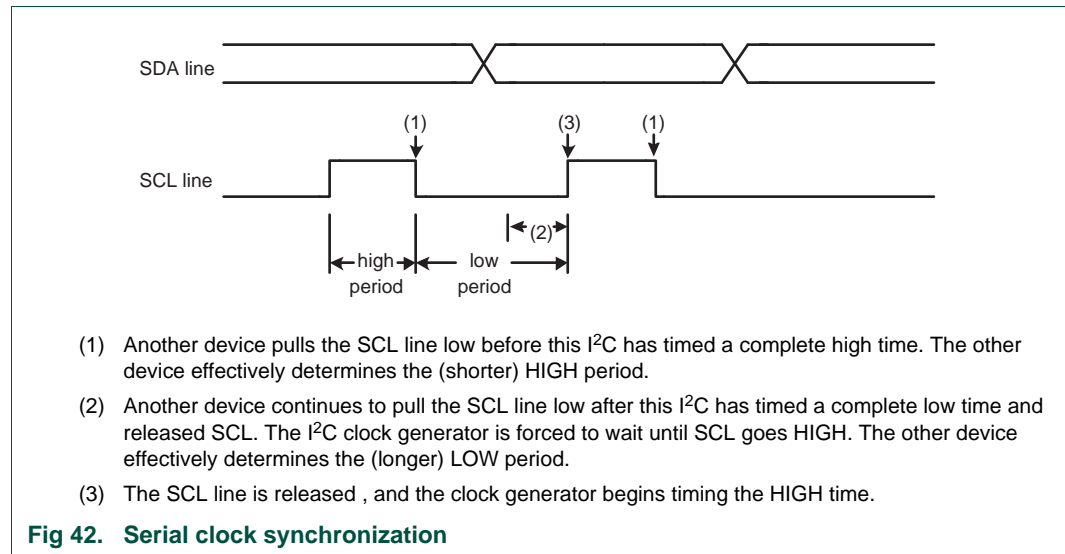 SDA line
(1) (3) (1)
SCL line
(2)
high low
period period
(1) Another device pulls the SCL line low before this I2C has timed a complete high time. The other
device effectively determines the (shorter) HIGH period.
(2) Another device continues to pull the SCL line low after this I2C has timed a complete low time and
released SCL. The I2C clock generator is forced to wait until SCL goes HIGH. The other device
effectively determines the (longer) LOW period.
(3) The SCL line is released , and the clock generator begins timing the HIGH time.
Fig 42. Serial clock synchronization